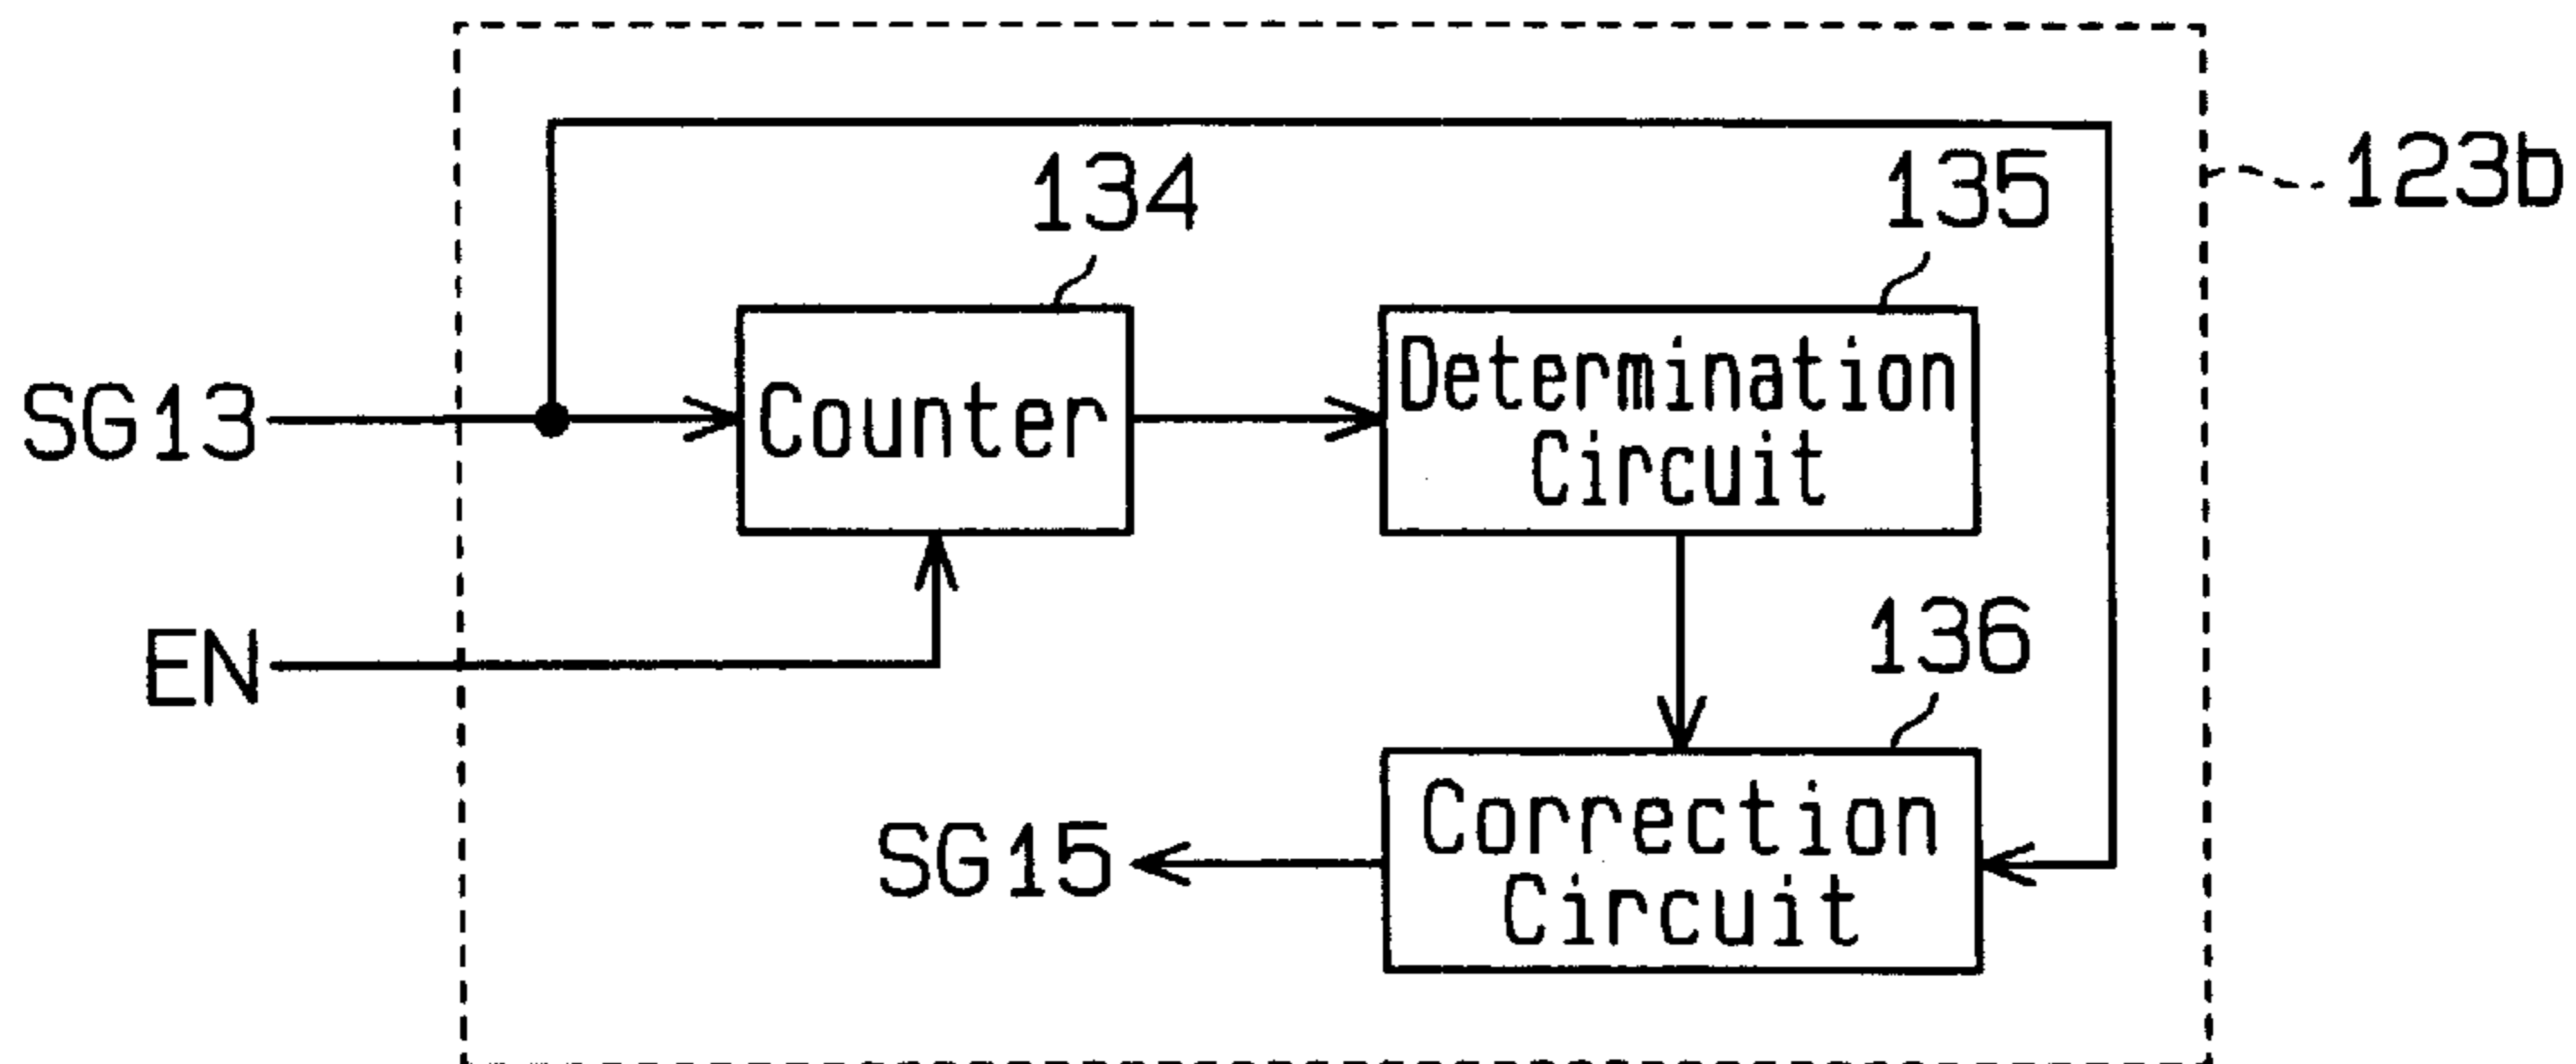 123b
134
135
SG13
Counter
Determination
Circuit
EN
136
Correction
Circuit
SG15